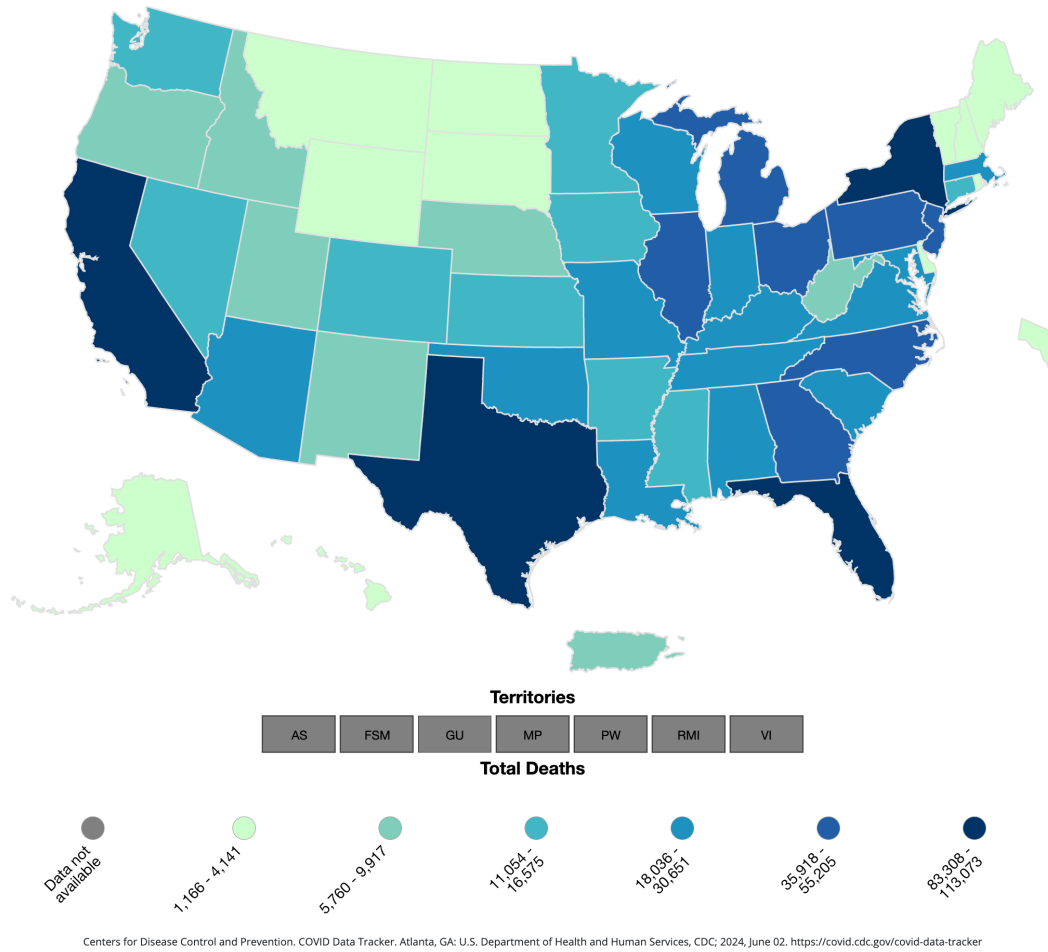 Territories
AS FSM GU MP PW RMI VI
Total Deaths
Data not
available
1,166 - 4,141
5,760 - 9,917
11,054 -
16,575
18,036 -
30,651
35,918 -
55,205
83,308 -
113,073
Centers for Disease Control and Prevention. COVID Data Tracker. Atlanta, GA: U.S. Department of Health and Human Services, CDC; 2024, June 02. https://covid.cdc.gov/covid-data-tracker